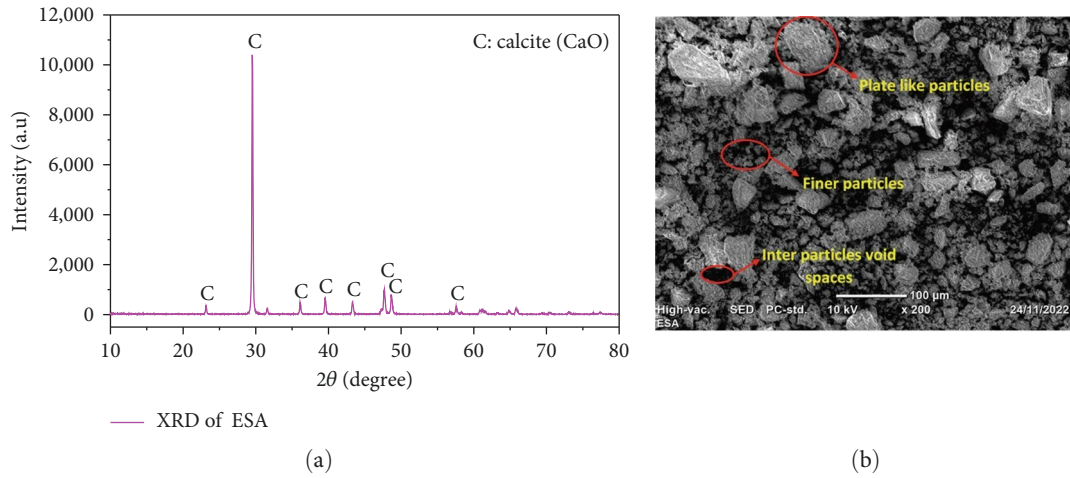 12,000
10,000
8,000
6,000
4,000
2,000
0
Intensity (a.u)
C: calcite (CaO)
C
C
C
C
C
C
C
C
10
20
30
40
50
60
70
80
2θ (degree)
XRD of ESA
(a)
Plate like particles
Finer particles
Inter particles void
spaces
100 µm
High-vac. SED PC-std. 10 kV x 200 24/11/2022
ESA
(b)